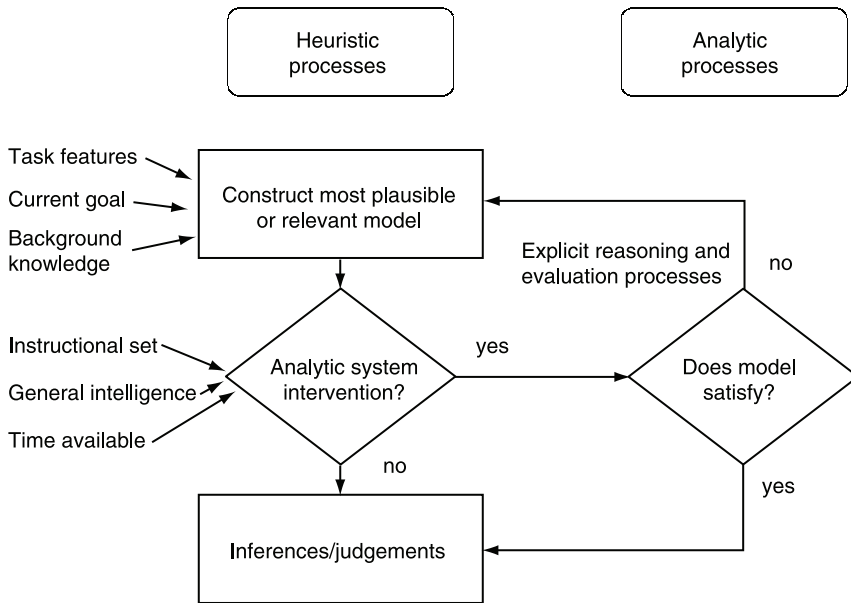 Heuristic
processes
Analytic
processes
Task features
Current goal
Background
knowledge
Construct most plausible
or relevant model
Explicit reasoning and
evaluation processes
no
Instructional set
General intelligence
Time available
Analytic system
intervention?
yes
Does model
satisfy?
no
yes
Inferences/judgements